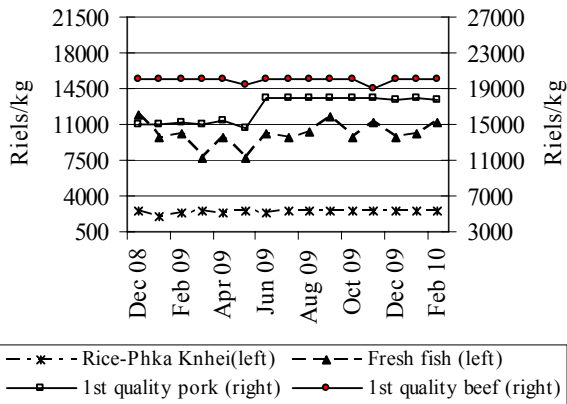 21500
18000
14500
11000
7500
4000
500
Riels/kg
27000
23000
19000
15000
11000
7000
3000
Riels/kg
Dec 08
Feb 09
Apr 09
Jun 09
Aug 09
Oct 09
Dec 09
Feb 10
Rice-Phka Knhei(left)
Fresh fish (left)
1st quality pork (right)
1st quality beef (right)